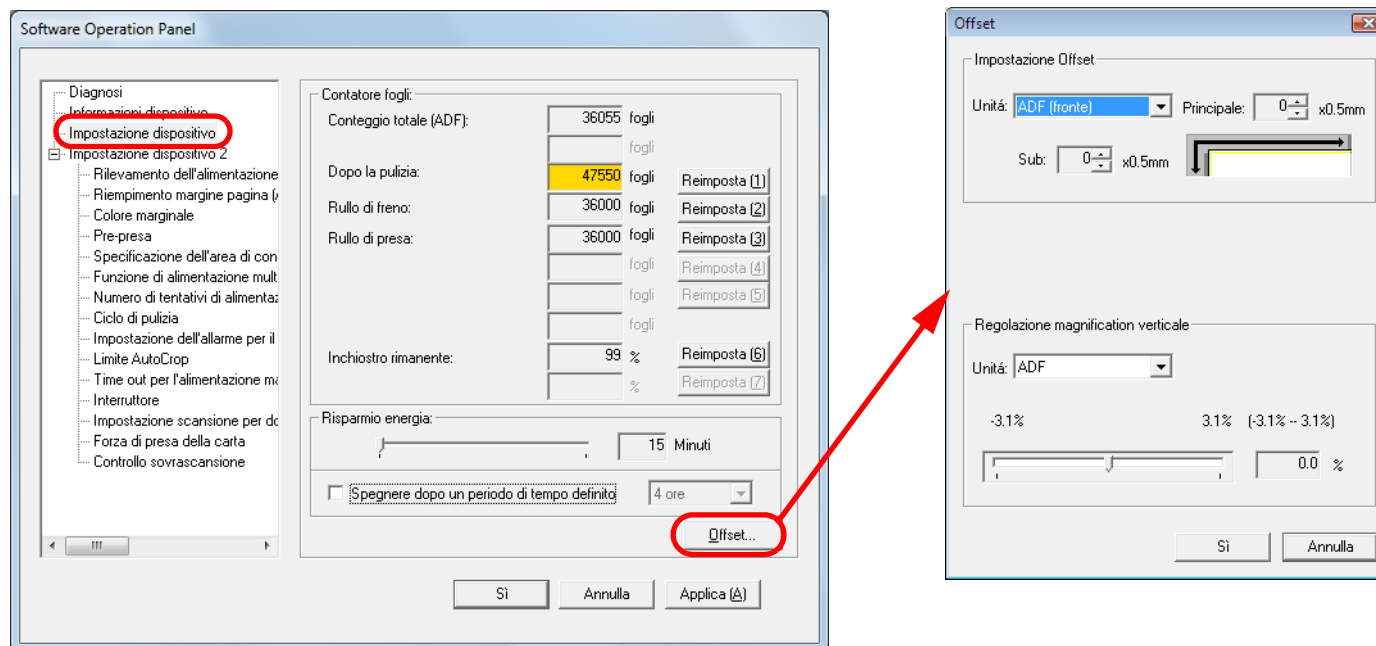 Software Operation Panel
Diagnosi
Informazioni dispositivo
Impostazione dispositivo
Impostazione dispositivo 2
Rilevamento dell'alimentazione
Riempimento margine pagina (
Colore marginale
Pre-presa
Specificazione dell'area di con
Funzione di alimentazione mult
Numero di tentativi di alimentaz
Ciclo di pulizia
Impostazione dell'allarme per il
Limite AutoCrop
Time out per l'alimentazione ma
Interruttore
Impostazione scansione per do
Forza di presa della carta
Controllo sovrascansione
Contatore fogli:
Conteggio totale (ADF): 36055 fogli
fogli
Dopo la pulizia: 47550 fogli Reimposta (1)
Rullo di freno: 36000 fogli Reimposta (2)
Rullo di presa: 36000 fogli Reimposta (3)
fogli Reimposta (4)
fogli Reimposta (5)
fogli
Inchiostro rimanente: 99 % Reimposta (6)
% Reimposta (7)
Risparmio energia:
15 Minuti
Spegnere dopo un periodo di tempo definito 4 ore
Offset...
Sì Annulla Applica (A)
Offset
Impostazione Offset
Unitá: ADF (fronte) Principale: 0 x0.5mm
Sub: 0 x0.5mm
Regolazione magnification verticale
Unitá: ADF
-3.1% 3.1% (-3.1% -- 3.1%)
0.0 %
Sì Annulla